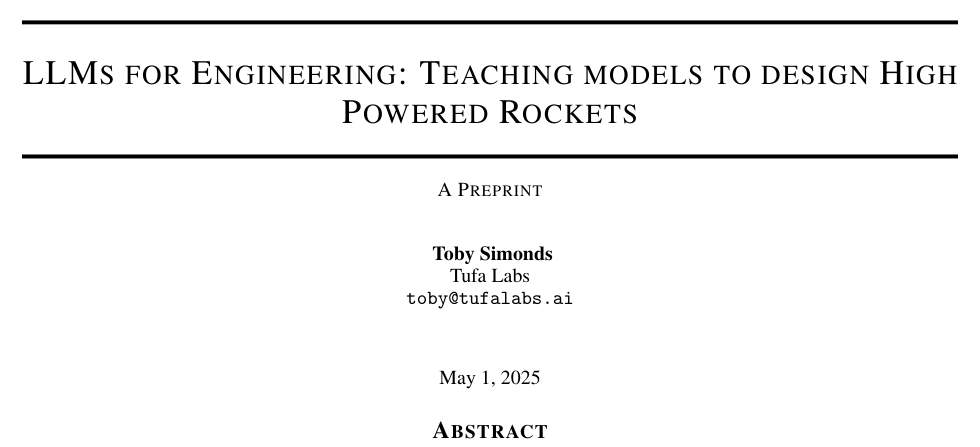 LLMs for Engineering: Teaching models to design High
Powered Rockets
A Preprint
Toby Simonds
Tufa Labs
toby@tufalabs.ai
May 1, 2025
Abstract